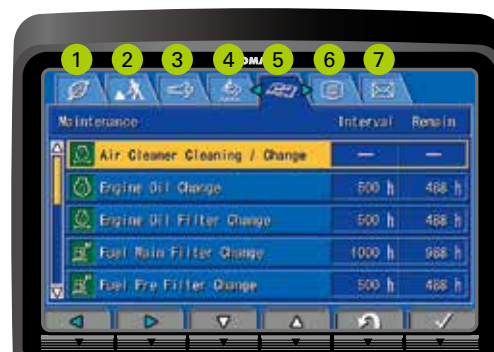 1 2 3 4 5 6 7
Maintenance Interval Remain
Air Cleaner Cleaning / Change — —
Engine Oil Change 500 h 488 h
Engine Oil Filter Change 500 h 488 h
Fuel Main Filter Change 1000 h 988 h
Fuel Pre Filter Change 500 h 488 h